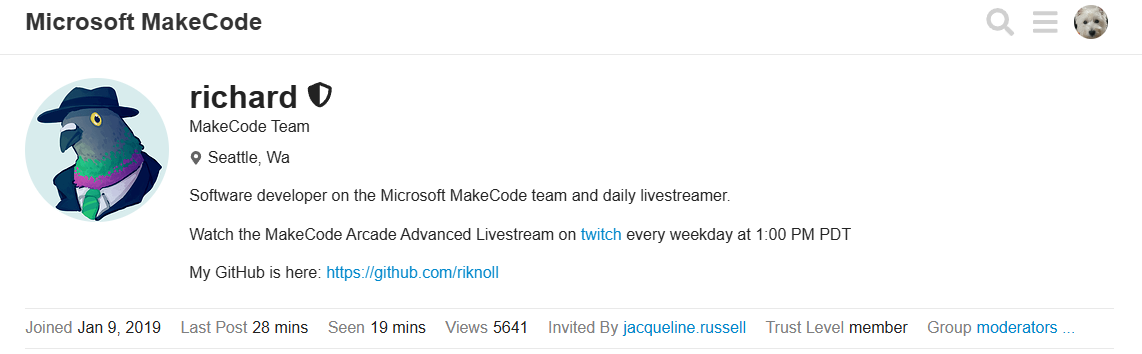 Microsoft MakeCode
richard
MakeCode Team
Seattle, Wa
Software developer on the Microsoft MakeCode team and daily livestreamer.
Watch the MakeCode Arcade Advanced Livestream on twitch every weekday at 1:00 PM PDT
My GitHub is here: https://github.com/riknoll
Joined Jan 9, 2019 Last Post 28 mins Seen 19 mins Views 5641 Invited By jacqueline.russell Trust Level member Group moderators ...